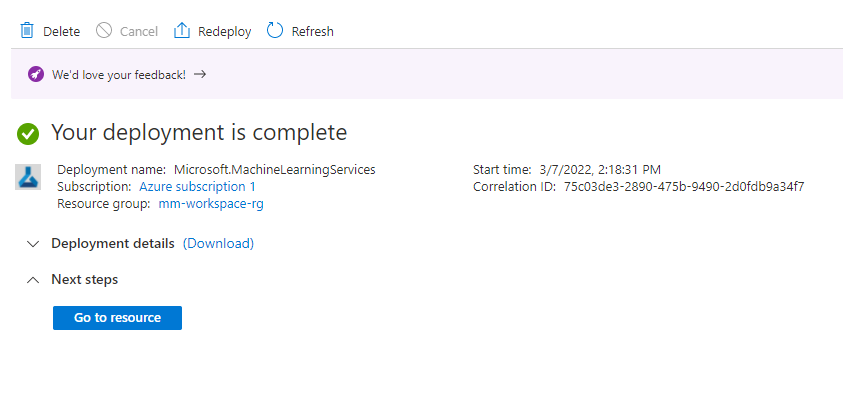 Delete Cancel Redeploy Refresh
We'd love your feedback! →
Your deployment is complete
Deployment name: Microsoft.MachineLearningServices
Subscription: Azure subscription 1
Resource group: mm-workspace-rg
Start time: 3/7/2022, 2:18:31 PM
Correlation ID: 75c03de3-2890-475b-9490-2d0fdb9a34f7
Deployment details (Download)
Next steps
Go to resource